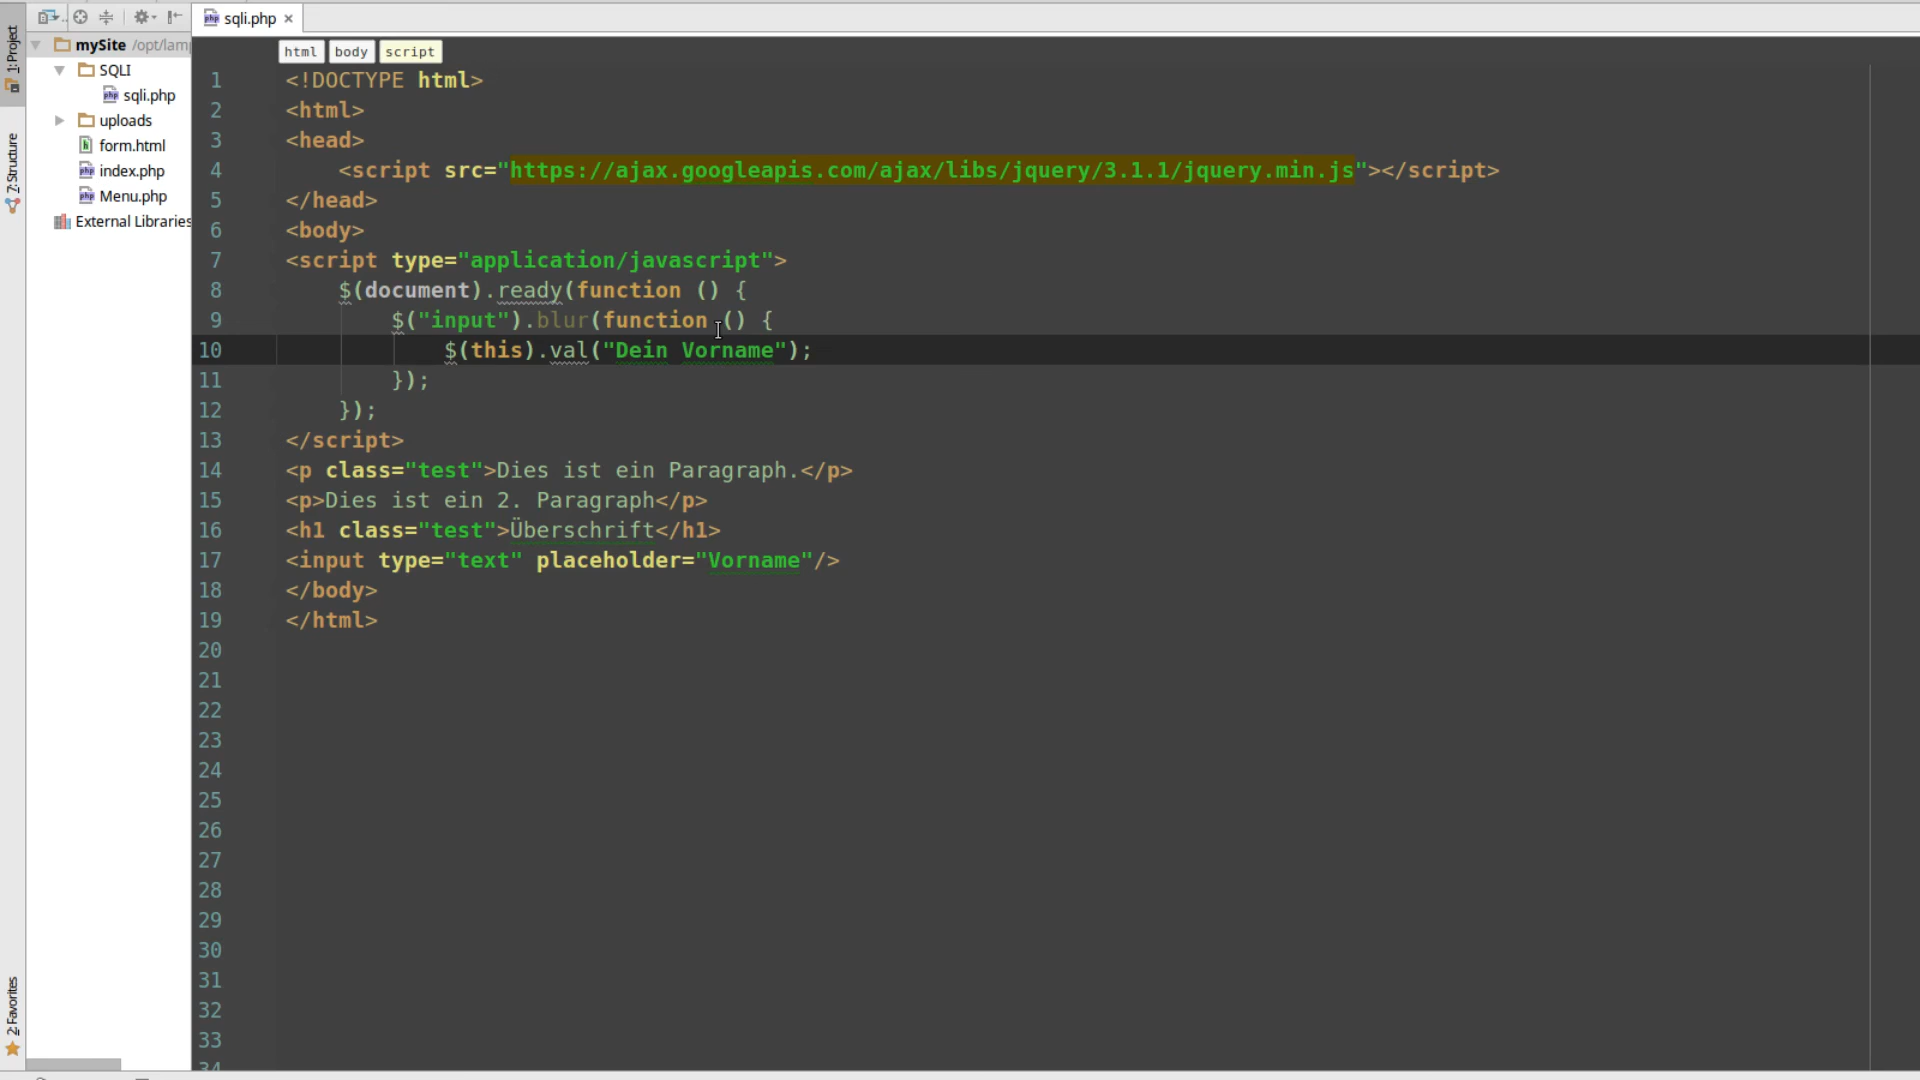 sqli.php
1: Project
mySite /opt/lam
SQLI
sqli.php
uploads
form.html
index.php
Menu.php
External Libraries
7: Structure
2: Favorites
html body script
1 <!DOCTYPE html>
2 <html>
3 <head>
4 <script src="https://ajax.googleapis.com/ajax/libs/jquery/3.1.1/jquery.min.js"></script>
5 </head>
6 <body>
7 <script type="application/javascript">
8 $(document).ready(function () {
9 $("input").blur(function () {
10 $(this).val("Dein Vorname");
11 });
12 });
13 </script>
14 <p class="test">Dies ist ein Paragraph.</p>
15 <p>Dies ist ein 2. Paragraph</p>
16 <h1 class="test">Überschrift</h1>
17 <input type="text" placeholder="Vorname"/>
18 </body>
19 </html>
20
21
22
23
24
25
26
27
28
29
30
31
32
33
34